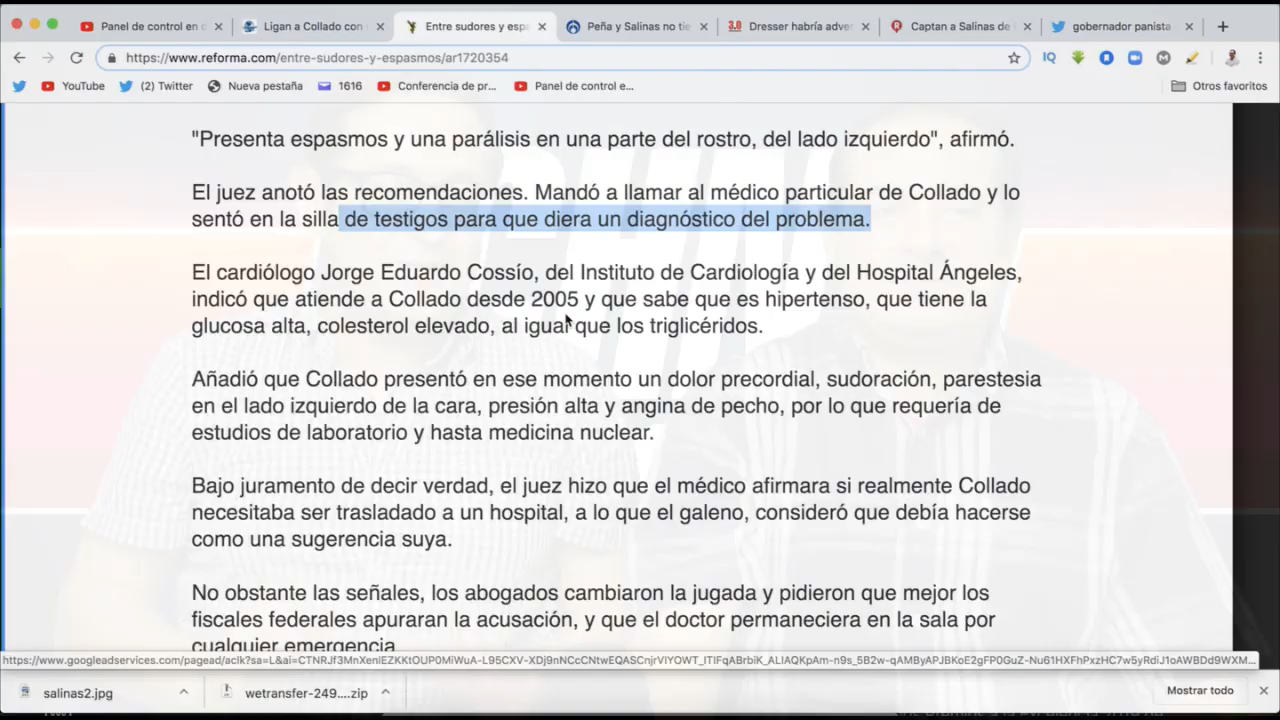 Panel de control en c
Ligan a Collado con
Entre sudores y espa
Peña y Salinas no tie
Dresser habría adve
Captan a Salinas de
gobernador panista
https://www.reforma.com/entre-sudores-y-espasmos/ar1720354
YouTube
(2) Twitter
Nueva pestaña
1616
Conferencia de pr...
Panel de control e...
Otros favoritos
"Presenta espasmos y una parálisis en una parte del rostro, del lado izquierdo", afirmó.
El juez anotó las recomendaciones. Mandó a llamar al médico particular de Collado y lo
sentó en la silla de testigos para que diera un diagnóstico del problema.
El cardiólogo Jorge Eduardo Cossío, del Instituto de Cardiología y del Hospital Ángeles,
indicó que atiende a Collado desde 2005 y que sabe que es hipertenso, que tiene la
glucosa alta, colesterol elevado, al igual que los triglicéridos.
Añadió que Collado presentó en ese momento un dolor precordial, sudoración, parestesia
en el lado izquierdo de la cara, presión alta y angina de pecho, por lo que requería de
estudios de laboratorio y hasta medicina nuclear.
Bajo juramento de decir verdad, el juez hizo que el médico afirmara si realmente Collado
necesitaba ser trasladado a un hospital, a lo que el galeno, consideró que debía hacerse
como una sugerencia suya.
No obstante las señales, los abogados cambiaron la jugada y pidieron que mejor los
fiscales federales apuraran la acusación, y que el doctor permaneciera en la sala por
cualquier emergencia
salinas2.jpg
wetransfer-249....zip
Mostrar todo